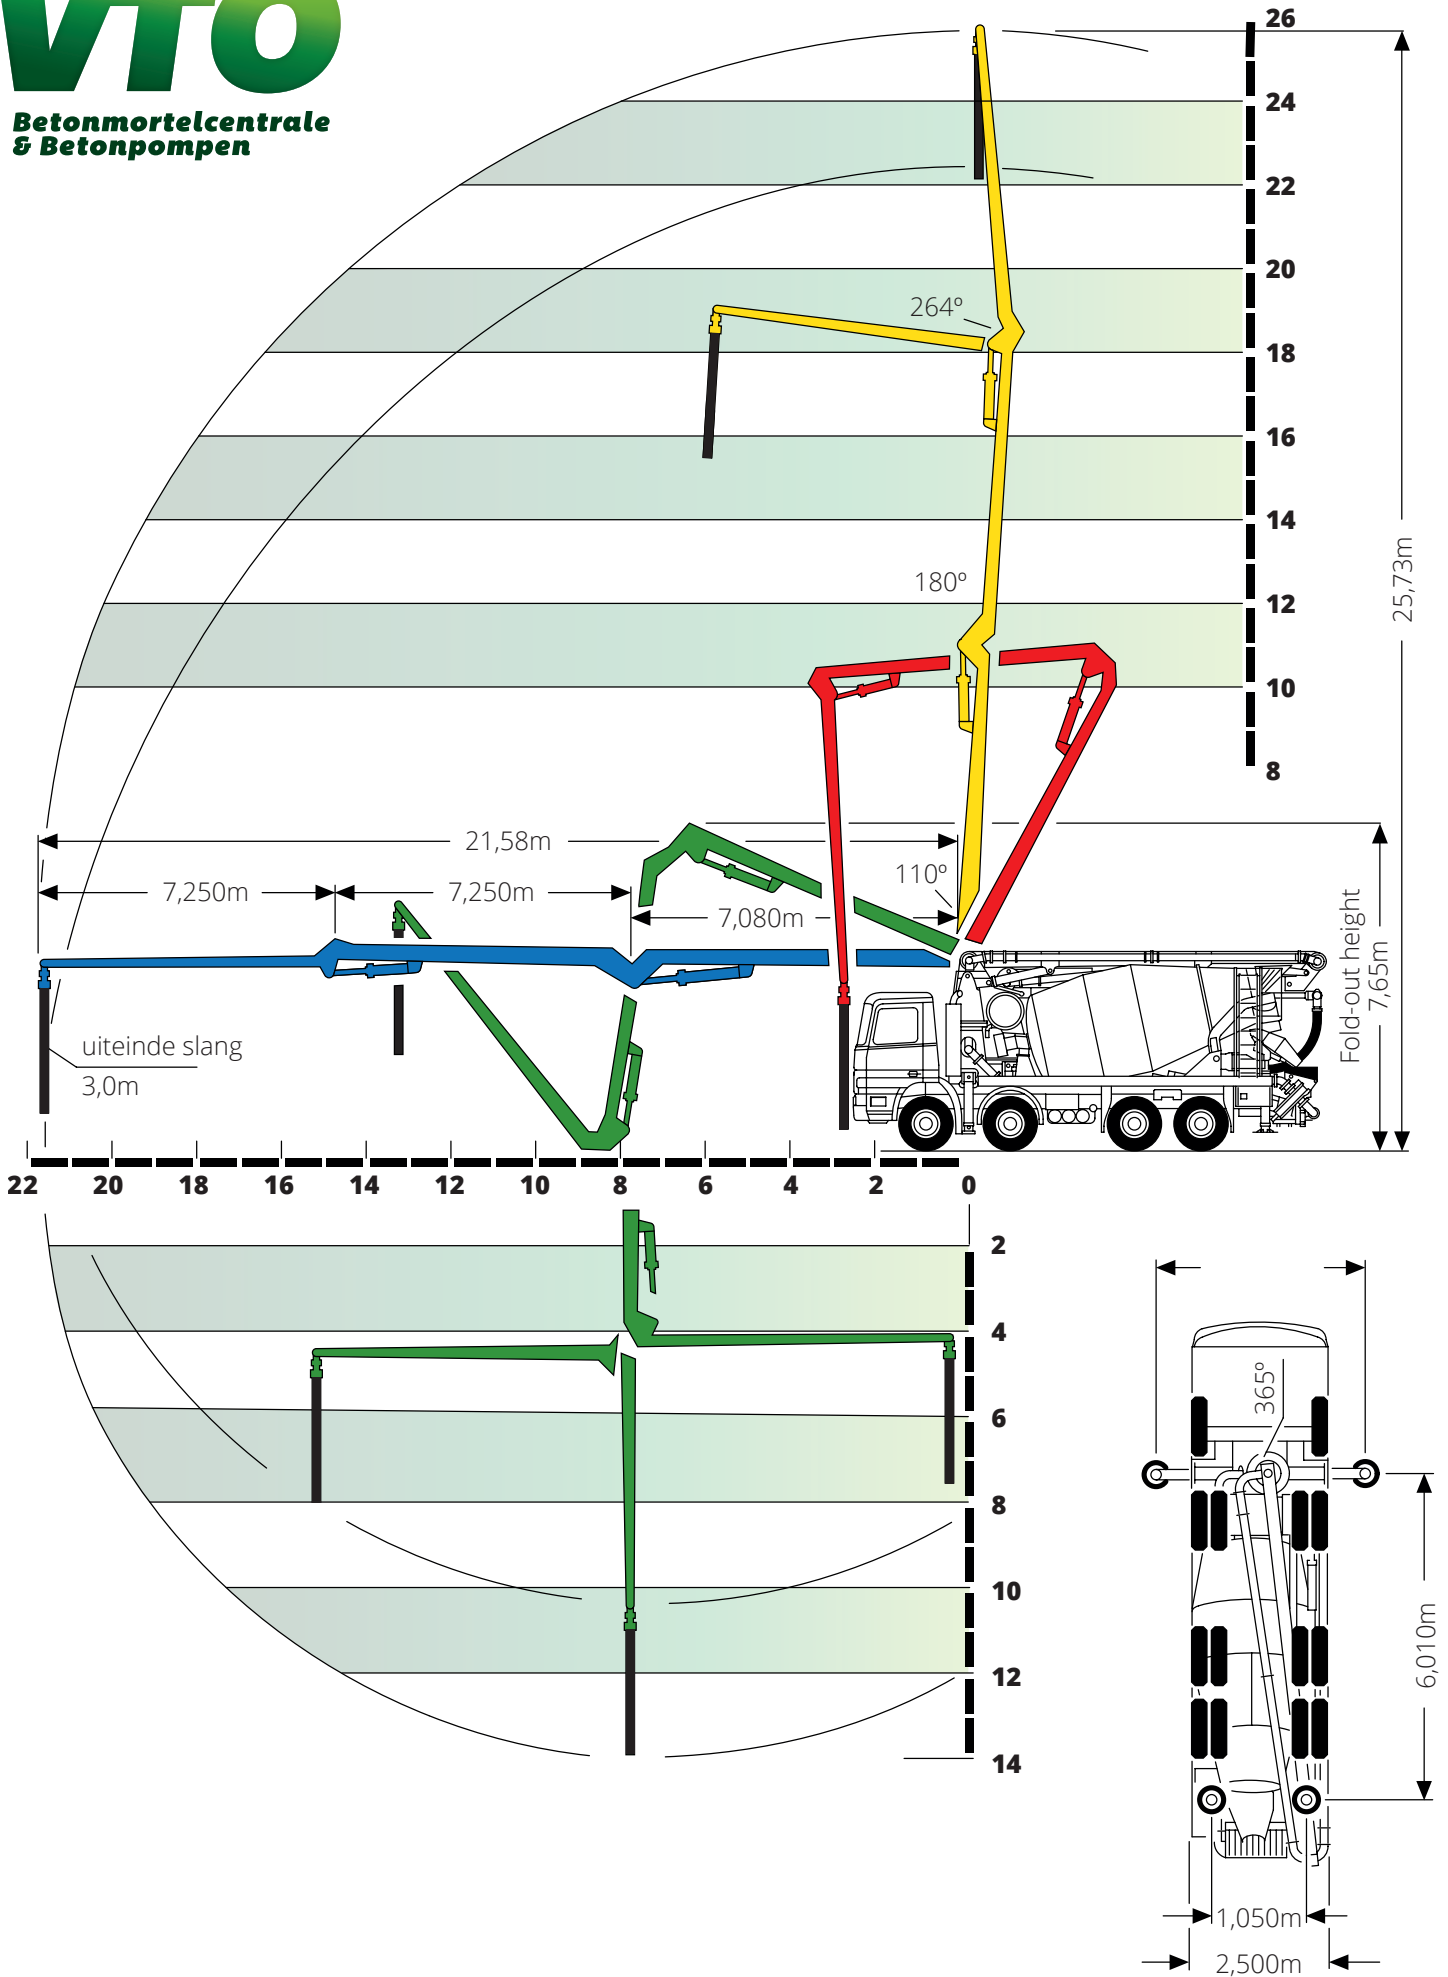 VTO
Betonmortelcentrale
& Betonpompen
26
24
22
20
264º
18
16
14
25,73m
180º
12
10
8
21,58m
110º
7,250m
7,250m
7,080m
Fold-out height
7,65m
uiteinde slang
3,0m
22 20 18 16 14 12 10 8 6 4 2 0
2
4
6
8
10
12
14
365º
6,010m
1,050m
2,500m